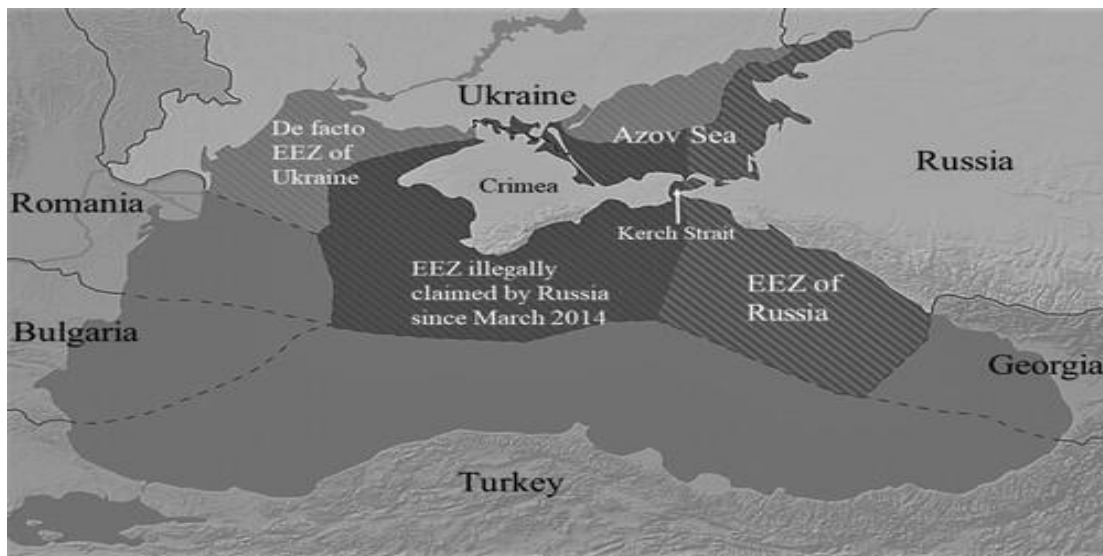 Ukraine
De facto
EEZ of
Ukraine
Azov Sea
Russia
Romania
Crimea
Kerch Strait
EEZ illegally
claimed by Russia
since March 2014
EEZ of
Russia
Bulgaria
Georgia
Turkey